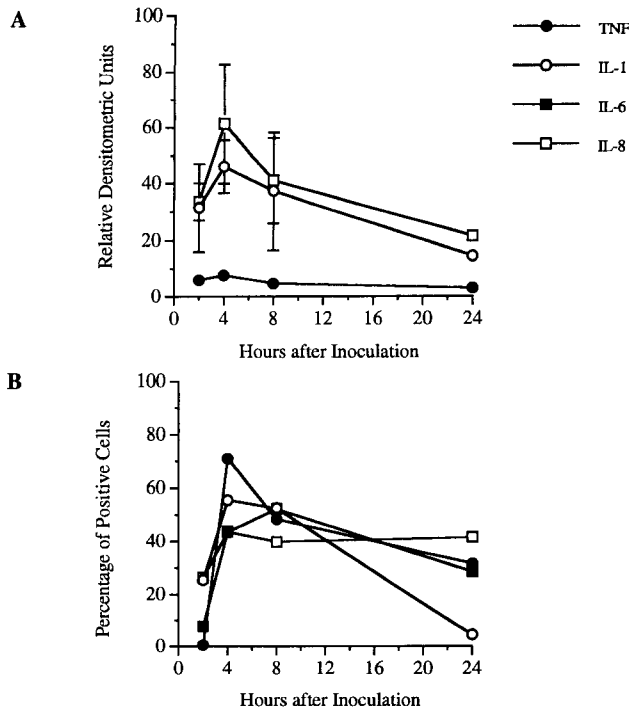 A
Relative Densitometric Units
100
80
60
40
20
0
0 4 8 12 16 20 24
Hours after Inoculation
TNF
IL-1
IL-6
IL-8
B
Percentage of Positive Cells
100
80
60
40
20
0
0 4 8 12 16 20 24
Hours after Inoculation